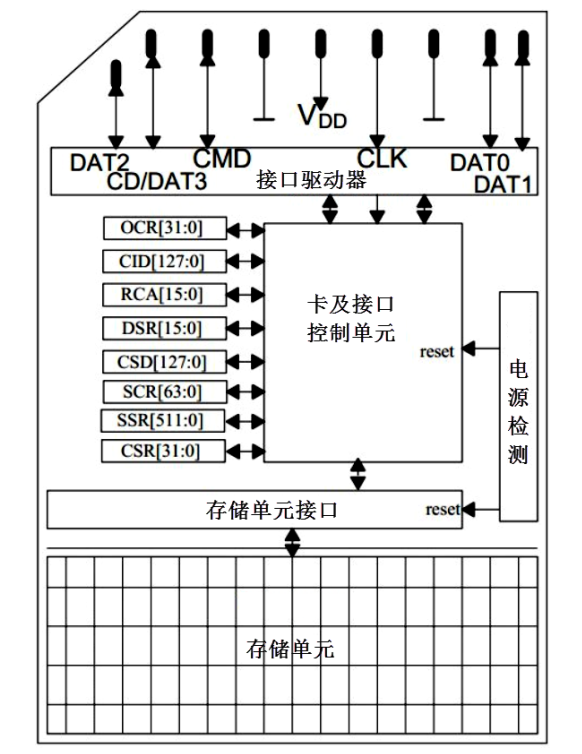 VDD
DAT2
CMD
CLK
DAT0
CD/DAT3
接口驱动器
DAT1
OCR[31:0]
CID[127:0]
RCA[15:0]
DSR[15:0]
CSD[127:0]
SCR[63:0]
SSR[511:0]
CSR[31:0]
卡及接口
控制单元
reset
电
源
检
测
存储单元接口
reset
存储单元